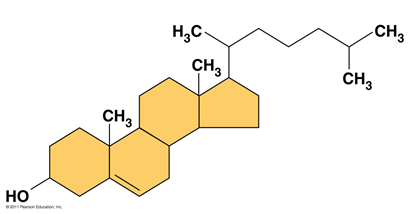 H₃C
CH₃
CH₃
CH₃
CH₃
HO
© 2011 Pearson Education, Inc.